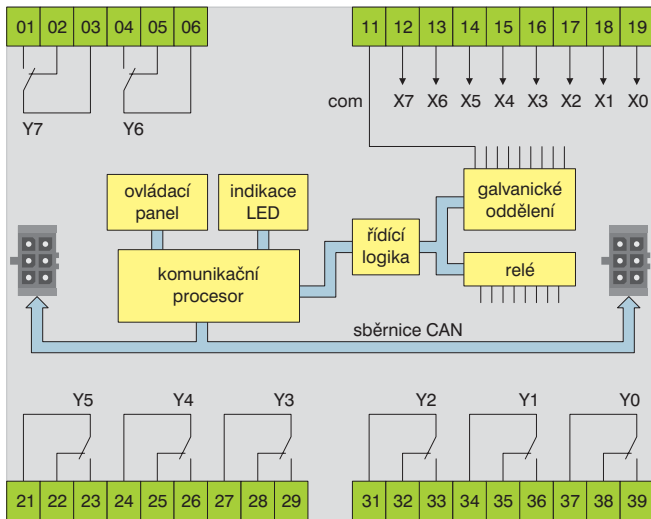 01 02 03 04 05 06 11 12 13 14 15 16 17 18 19
com X7 X6 X5 X4 X3 X2 X1 X0
Y7 Y6
ovládací
panel
indikace
LED
galvanické
oddělení
řídící
logika
komunikační
procesor
relé
sběrnice CAN
Y5 Y4 Y3 Y2 Y1 Y0
21 22 23 24 25 26 27 28 29 31 32 33 34 35 36 37 38 39